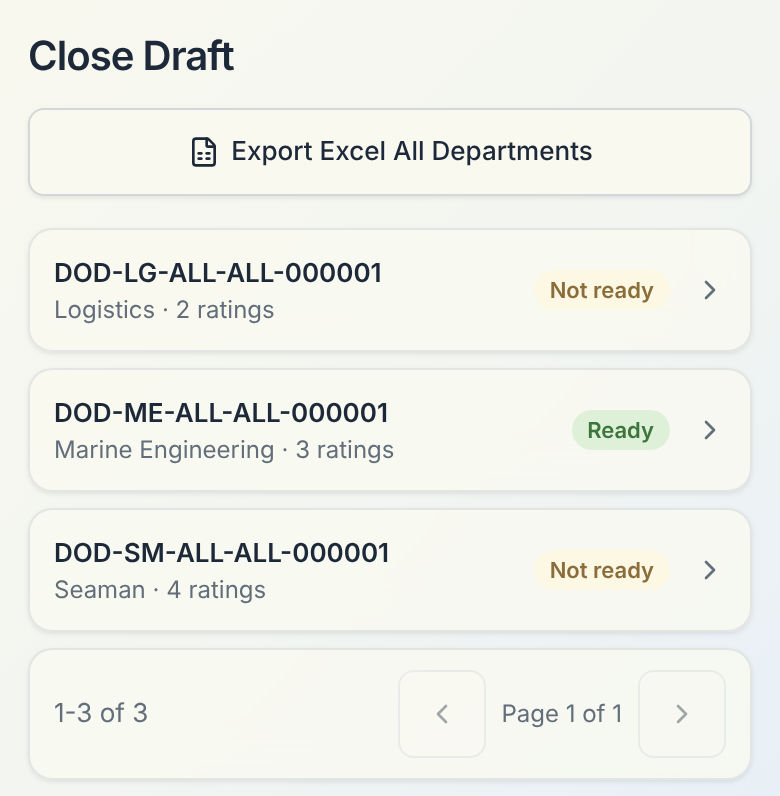 Close Draft
Export Excel All Departments
DOD-LG-ALL-ALL-000001
Logistics · 2 ratings
Not ready
DOD-ME-ALL-ALL-000001
Marine Engineering · 3 ratings
Ready
DOD-SM-ALL-ALL-000001
Seaman · 4 ratings
Not ready
1-3 of 3
Page 1 of 1